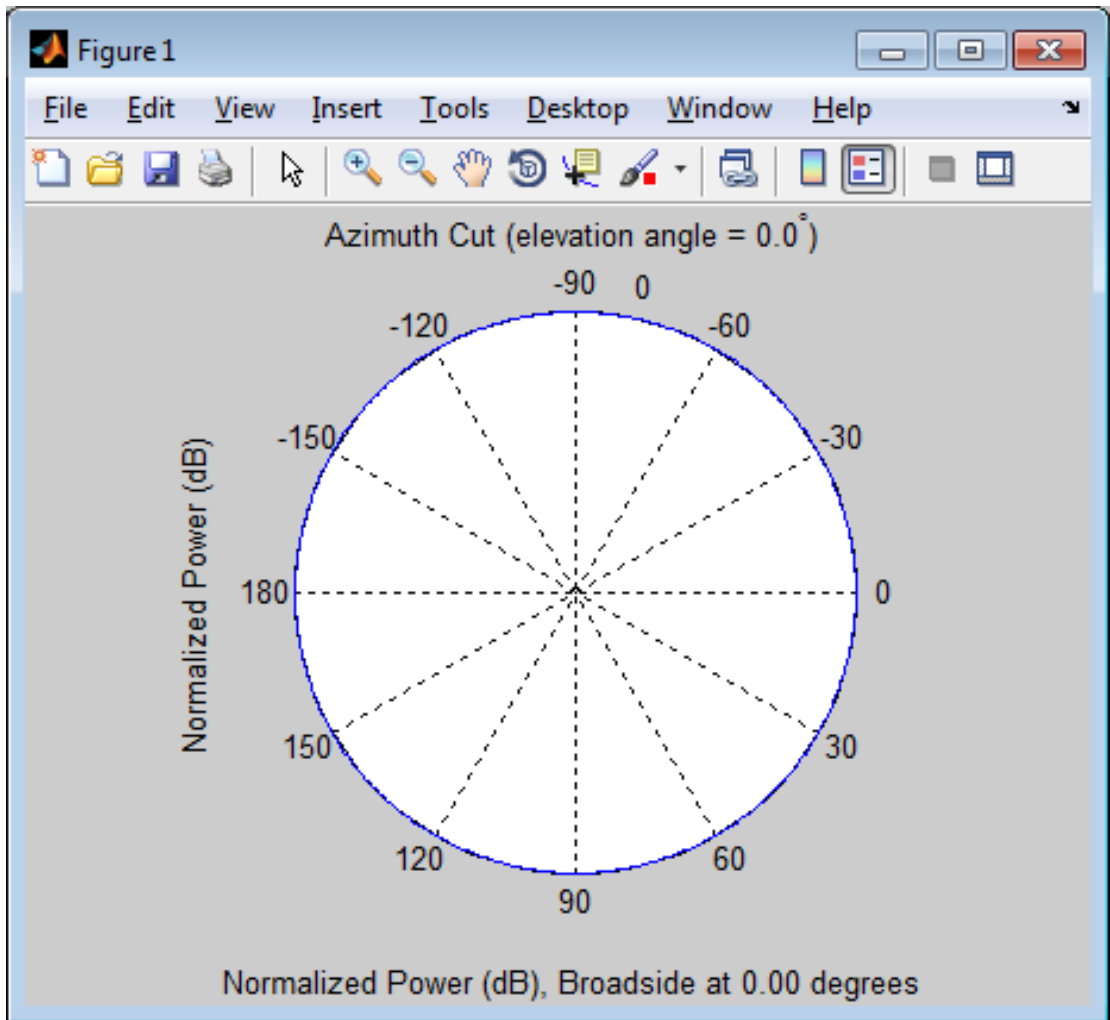 Figure 1
File Edit View Insert Tools Desktop Window Help
Azimuth Cut (elevation angle = 0.0°)
-90 0
-120 -60
-150 -30
Normalized Power (dB)
180 0
150 30
120 60
90
Normalized Power (dB), Broadside at 0.00 degrees